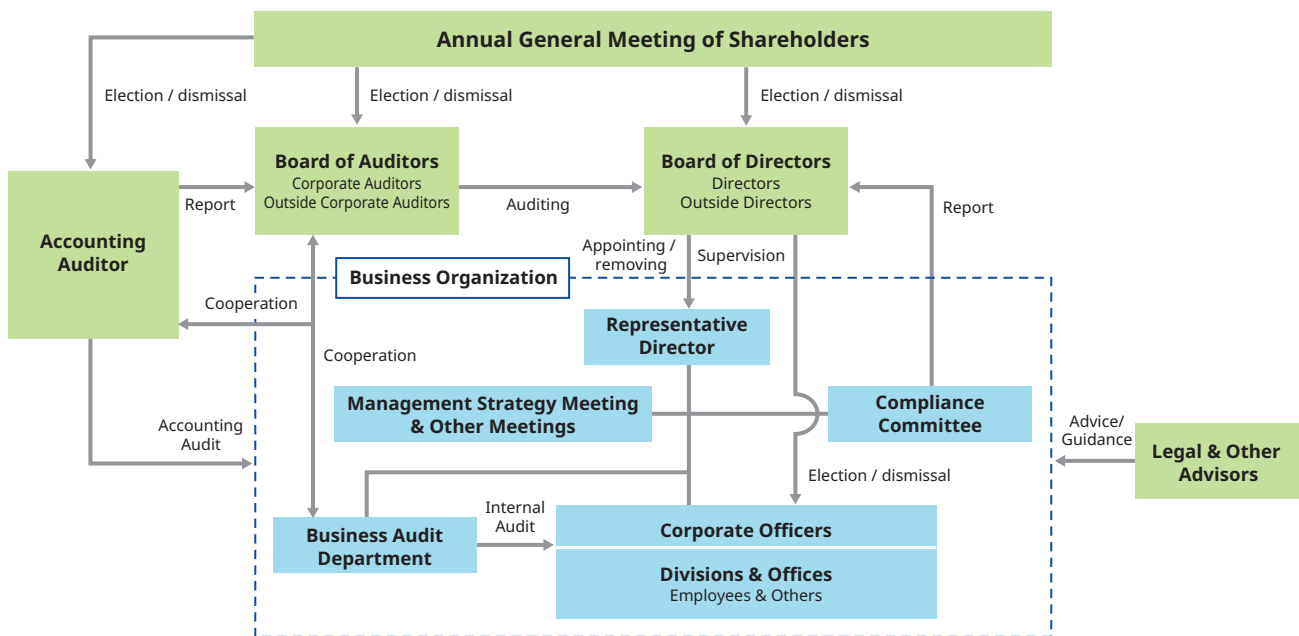 Annual General Meeting of Shareholders
Election / dismissal
Election / dismissal
Election / dismissal
Board of Auditors
Corporate Auditors
Outside Corporate Auditors
Board of Directors
Directors
Outside Directors
Accounting
Auditor
Report
Auditing
Report
Appointing /
removing
Supervision
Business Organization
Cooperation
Representative
Director
Cooperation
Management Strategy Meeting
& Other Meetings
Compliance
Committee
Accounting
Audit
Advice/
Guidance
Legal & Other
Advisors
Election / dismissal
Business Audit
Department
Internal
Audit
Corporate Officers
Divisions & Offices
Employees & Others